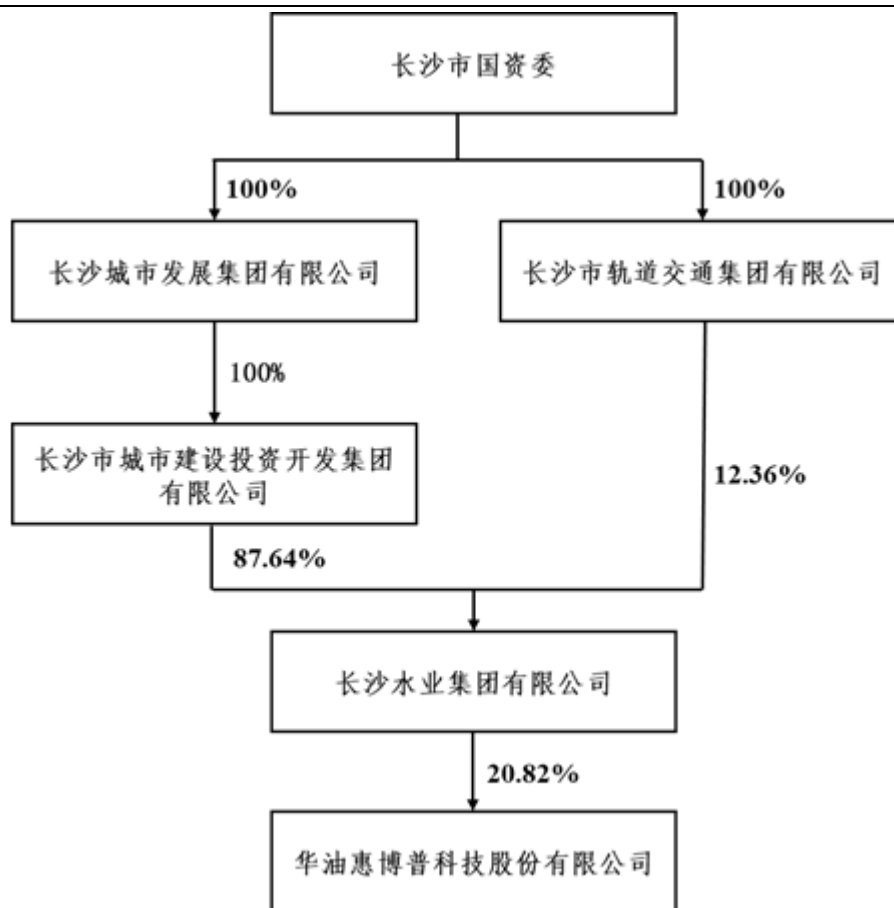 长沙市国资委
100%
100%
长沙城市发展集团有限公司
长沙市轨道交通集团有限公司
100%
长沙市城市建设投资开发集团
有限公司
12.36%
87.64%
长沙水业集团有限公司
20.82%
华油惠博普科技股份有限公司